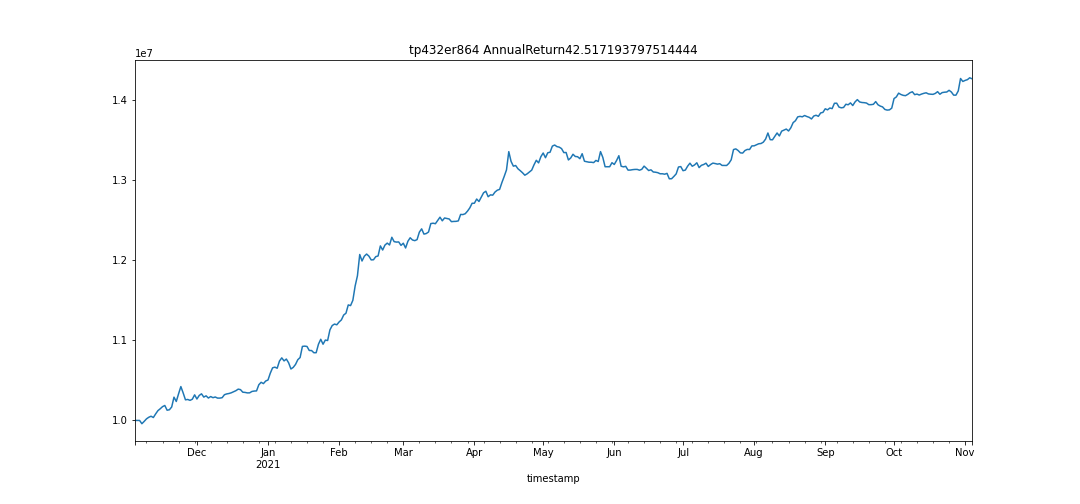 tp432er864 AnnualReturn42.517193797514444
1e7
1.4
1.3
1.2
1.1
1.0
Dec Jan Feb Mar Apr May Jun Jul Aug Sep Oct Nov
2021
timestamp